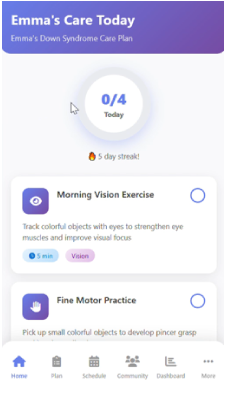 Emma's Care Today
Emma's Down Syndrome Care Plan
0/4
Today
🔥 5 day streak!
Morning Vision Exercise
Track colorful objects with eyes to strengthen eye
muscles and improve visual focus
5 min Vision
Fine Motor Practice
Pick up small colorful objects to develop pincer grasp
Home Plan Schedule Community Dashboard More